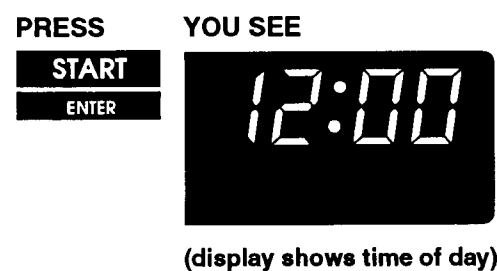 PRESS YOU SEE
START
ENTER
12:00
(display shows time of day)